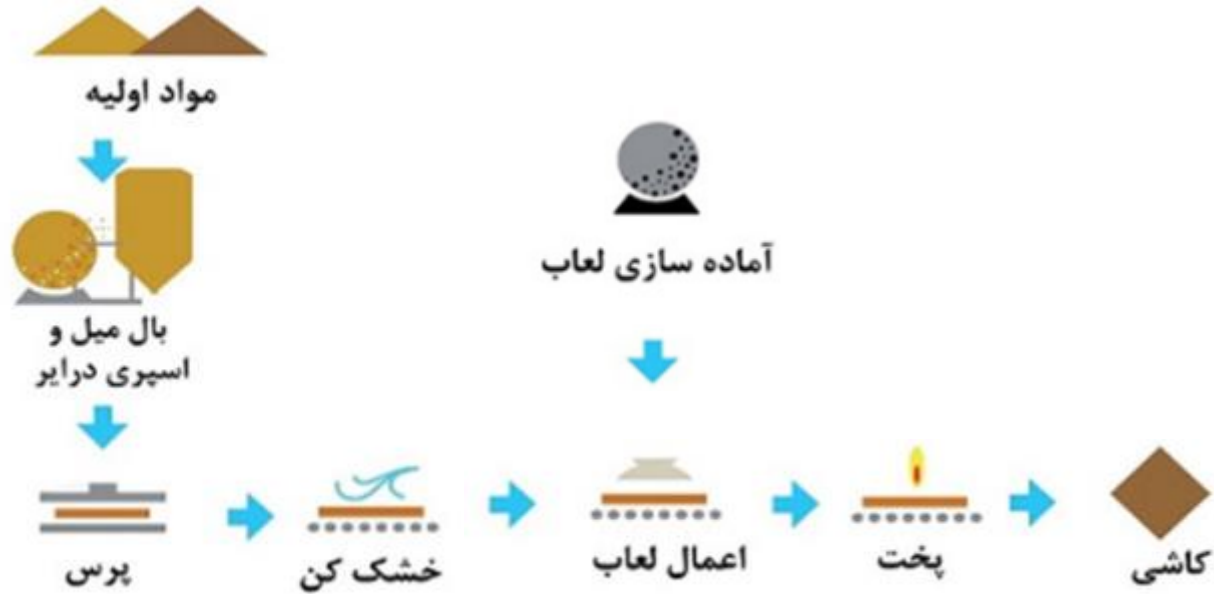 مواد اولیه
بال میل و
اسپری درایر
آماده سازی لعاب
پرس
خشک کن
اعمال لعاب
پخت
کاشی